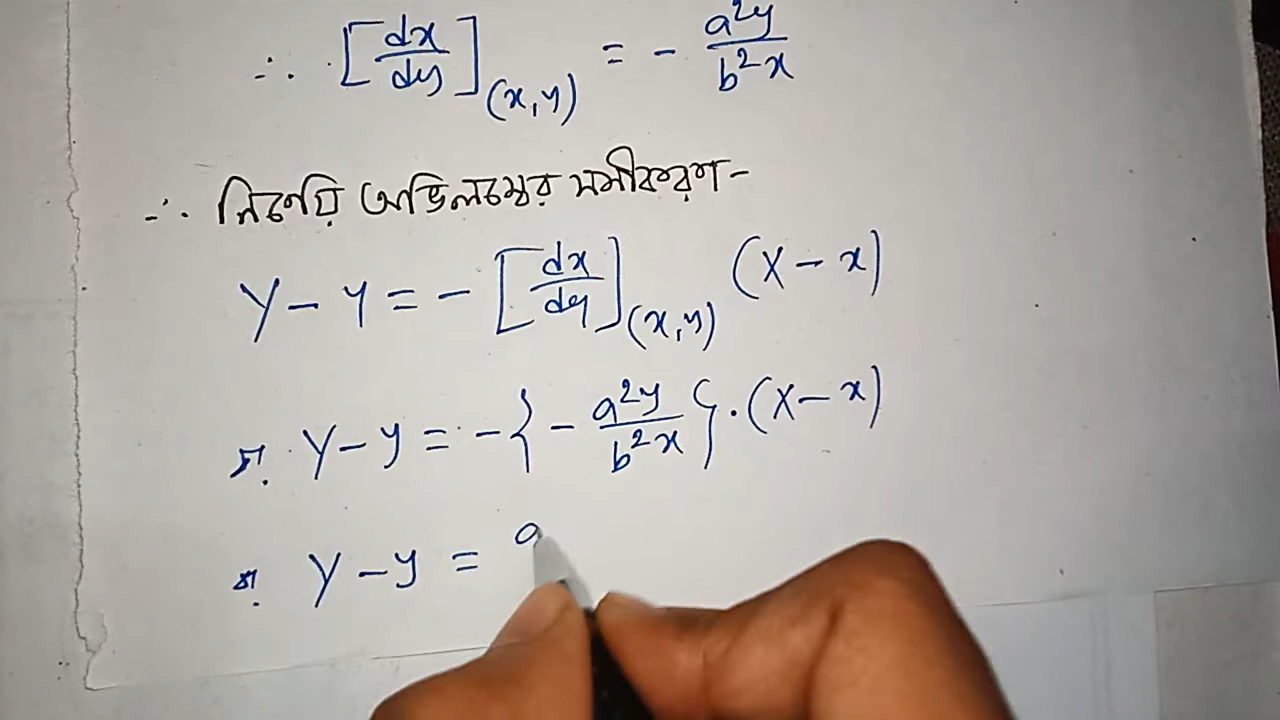 ∴ [dx/dy](x,y) = - a²y/b²x
∴ নির্ণেয় অভিলম্বের সমীকরণ-
Y - y = - [dx/dy](x,y) (X - x)
বা. Y - y = - { - a²y/b²x } . (X - x)
বা. Y - y = a